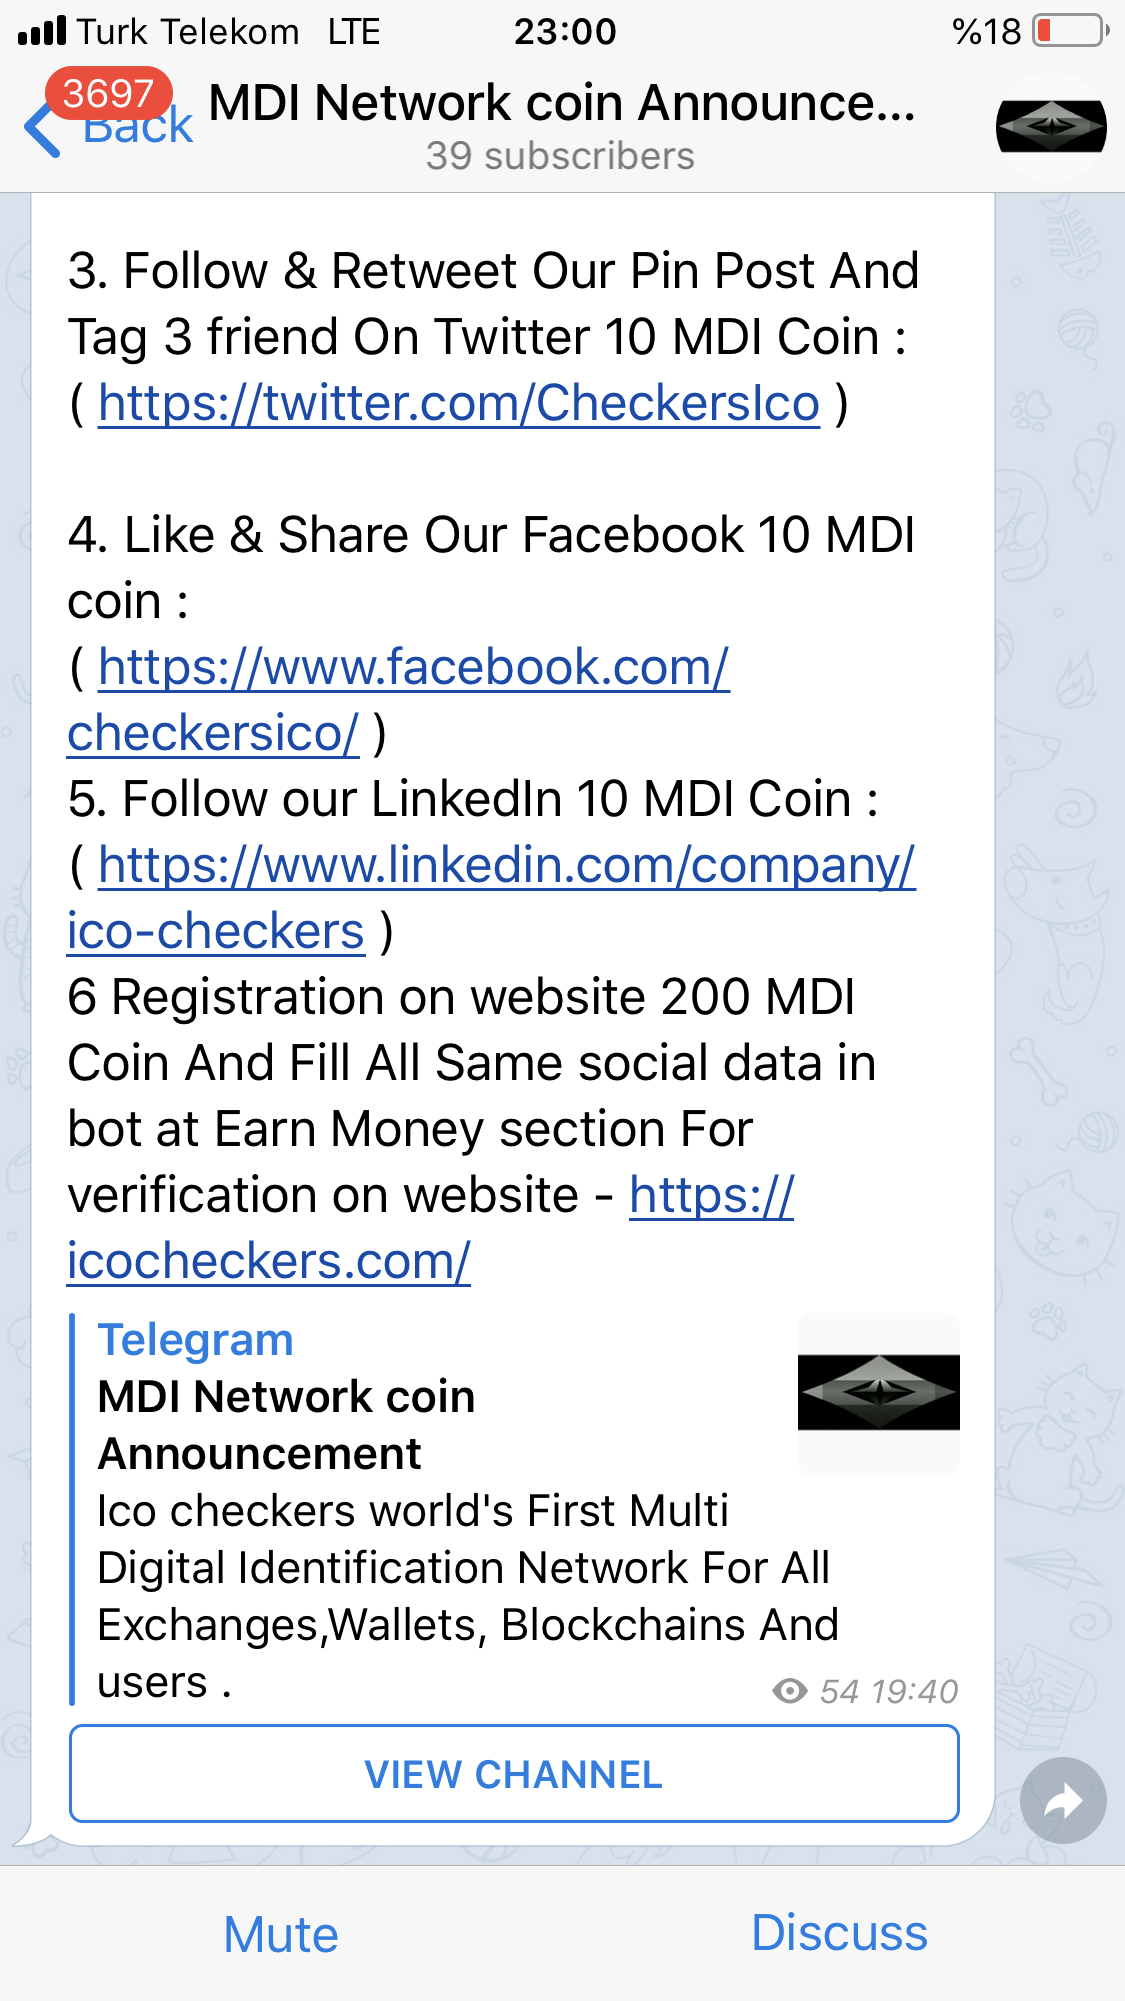 Turk Telekom LTE 23:00 %18
3697
Back
MDI Network coin Announce...
39 subscribers
3. Follow & Retweet Our Pin Post And
Tag 3 friend On Twitter 10 MDI Coin :
( https://twitter.com/CheckersIco )
4. Like & Share Our Facebook 10 MDI
coin :
( https://www.facebook.com/
checkersico/ )
5. Follow our LinkedIn 10 MDI Coin :
( https://www.linkedin.com/company/
ico-checkers )
6 Registration on website 200 MDI
Coin And Fill All Same social data in
bot at Earn Money section For
verification on website - https://
icocheckers.com/
Telegram
MDI Network coin
Announcement
Ico checkers world's First Multi
Digital Identification Network For All
Exchanges,Wallets, Blockchains And
users .
54 19:40
VIEW CHANNEL
Mute Discuss